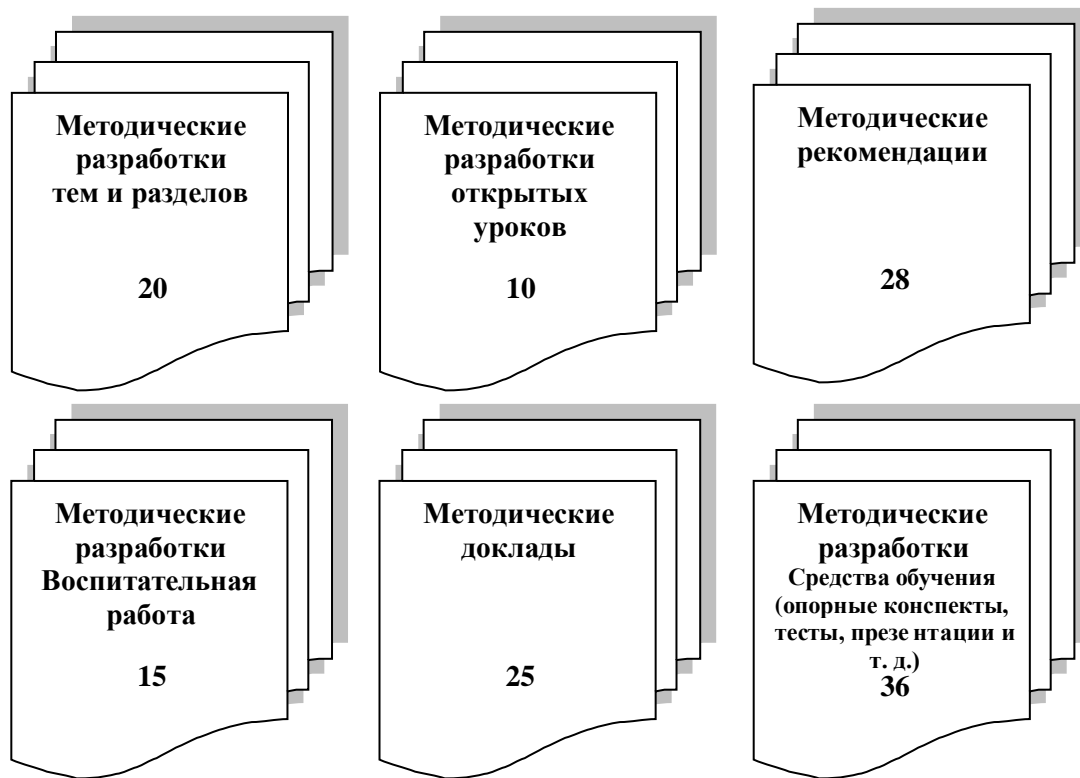 Методические
разработки
тем и разделов
20
Методические
разработки
открытых
уроков
10
Методические
рекомендации
28
Методические
разработки
Воспитательная
работа
15
Методические
доклады
25
Методические
разработки
Средства обучения
(опорные конспекты,
тесты, презе нтации и
т. д.)
36